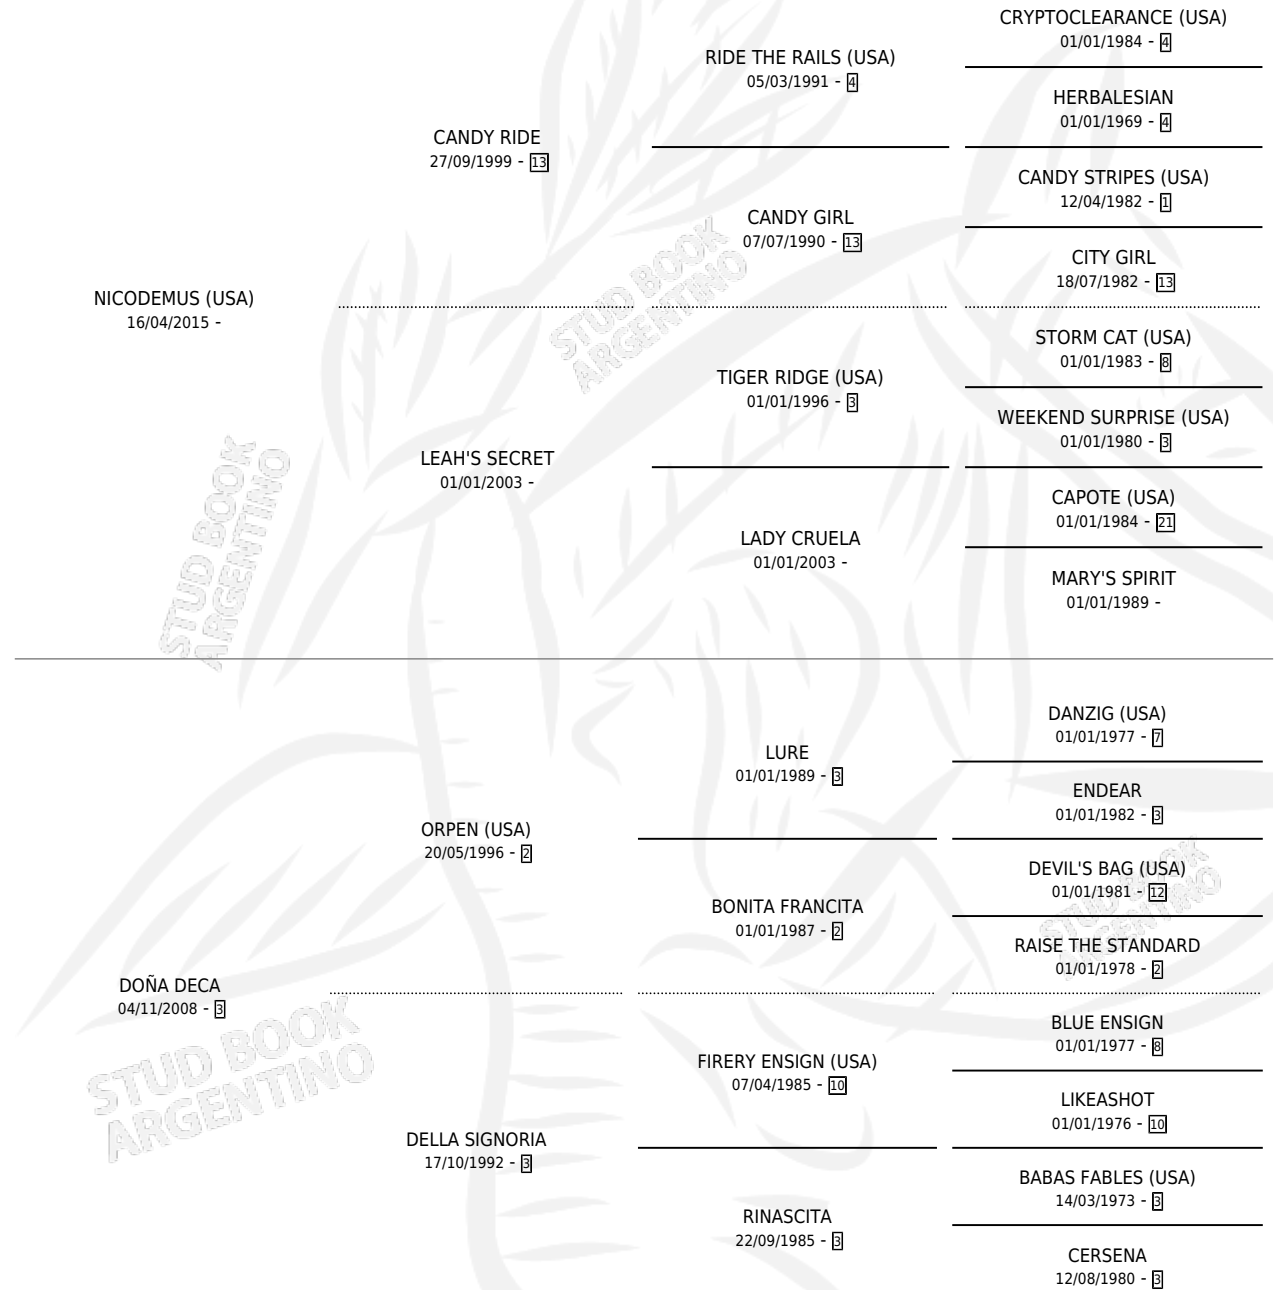 CRYPTOCLEARANCE (USA)
01/01/1984 - 4
RIDE THE RAILS (USA)
05/03/1991 - 4
HERBALESIAN
01/01/1969 - 4
CANDY RIDE
27/09/1999 - 13
CANDY STRIPES (USA)
12/04/1982 - 1
CANDY GIRL
07/07/1990 - 13
CITY GIRL
18/07/1982 - 13
NICODEMUS (USA)
16/04/2015 -
STORM CAT (USA)
01/01/1983 - 8
TIGER RIDGE (USA)
01/01/1996 - 3
WEEKEND SURPRISE (USA)
01/01/1980 - 3
LEAH'S SECRET
01/01/2003 -
CAPOTE (USA)
01/01/1984 - 21
LADY CRUELA
01/01/2003 -
MARY'S SPIRIT
01/01/1989 -
DANZIG (USA)
01/01/1977 - 7
LURE
01/01/1989 - 3
ENDEAR
01/01/1982 - 3
ORPEN (USA)
20/05/1996 - 2
DEVIL'S BAG (USA)
01/01/1981 - 12
BONITA FRANCITA
01/01/1987 - 2
RAISE THE STANDARD
01/01/1978 - 2
DOÑA DECA
04/11/2008 - 3
BLUE ENSIGN
01/01/1977 - 8
FIRERY ENSIGN (USA)
07/04/1985 - 10
LIKEASHOT
01/01/1976 - 10
DELLA SIGNORIA
17/10/1992 - 3
BABAS FABLES (USA)
14/03/1973 - 3
RINASCITA
22/09/1985 - 3
CERSENA
12/08/1980 - 3
STUD BOOK
ARGENTINO
STUD BOOK
ARGENTINO
STUD BOOK
ARGENTINO
STUD BOOK
ARGENTINO